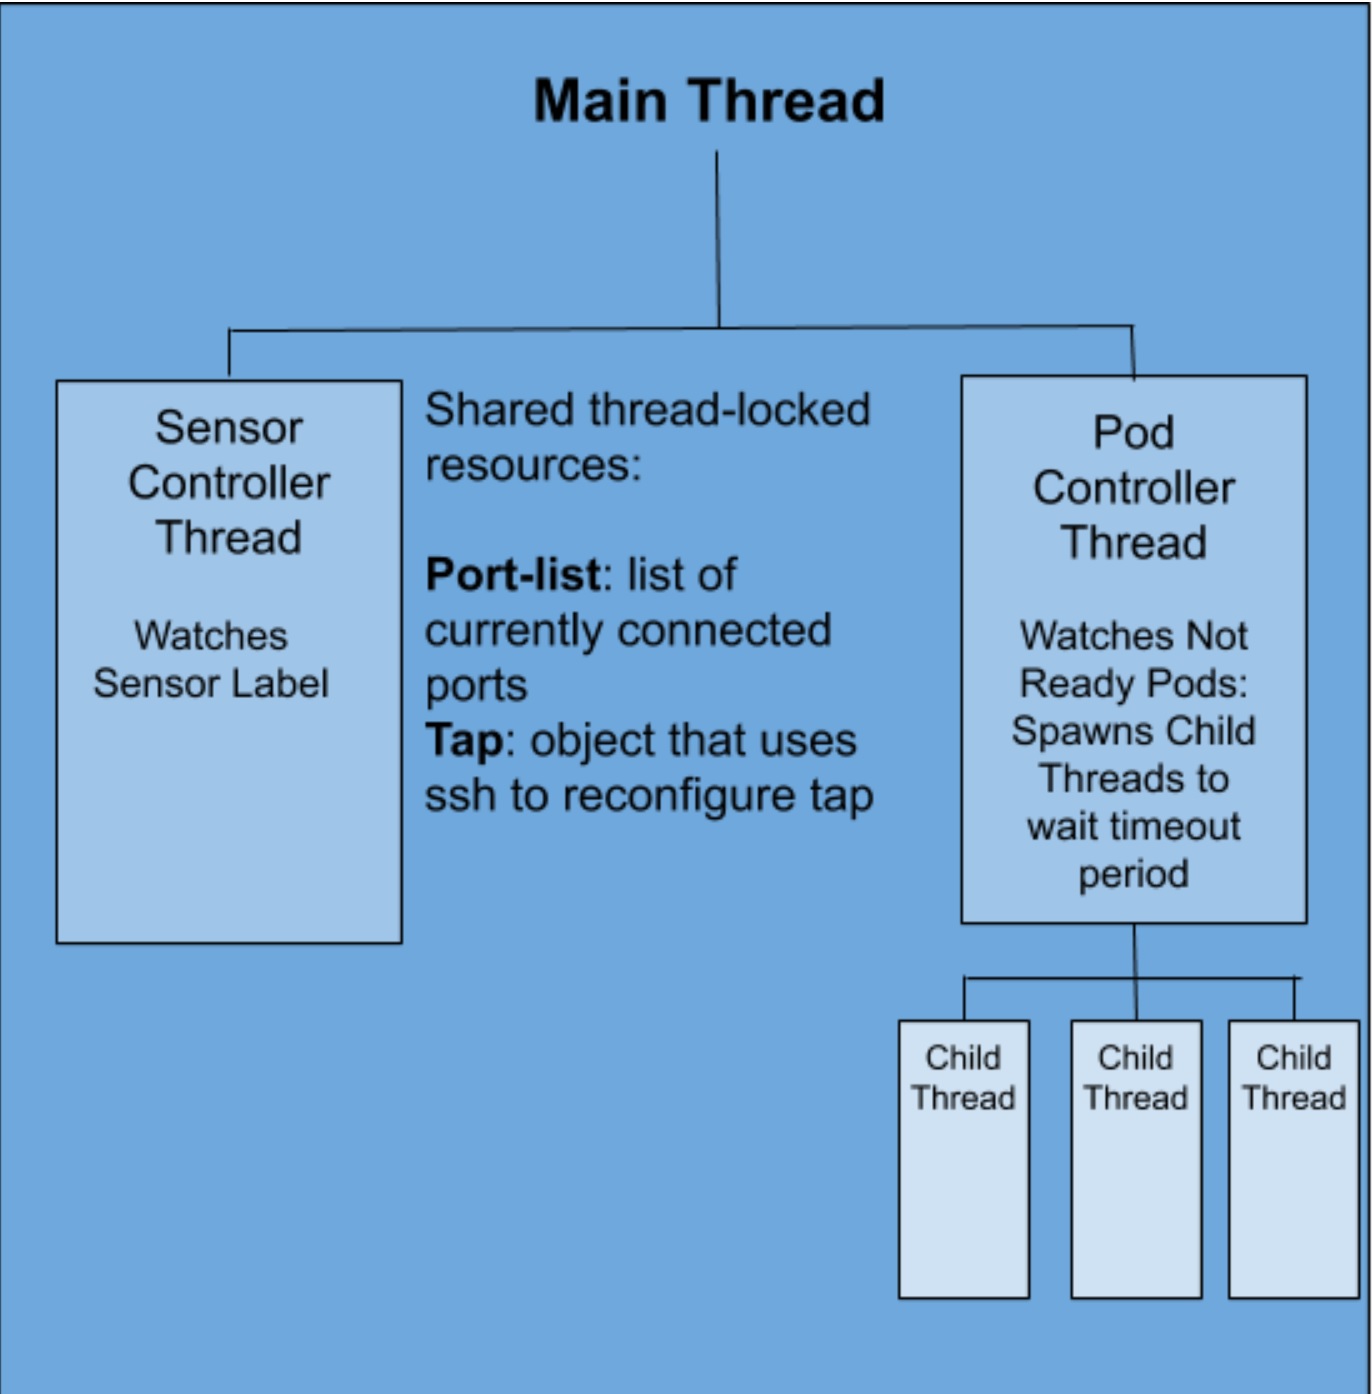 Main Thread
Sensor
Controller
Thread
Watches
Sensor Label
Shared thread-locked
resources:
Port-list: list of
currently connected
ports
Tap: object that uses
ssh to reconfigure tap
Pod
Controller
Thread
Watches Not
Ready Pods:
Spawns Child
Threads to
wait timeout
period
Child
Thread
Child
Thread
Child
Thread